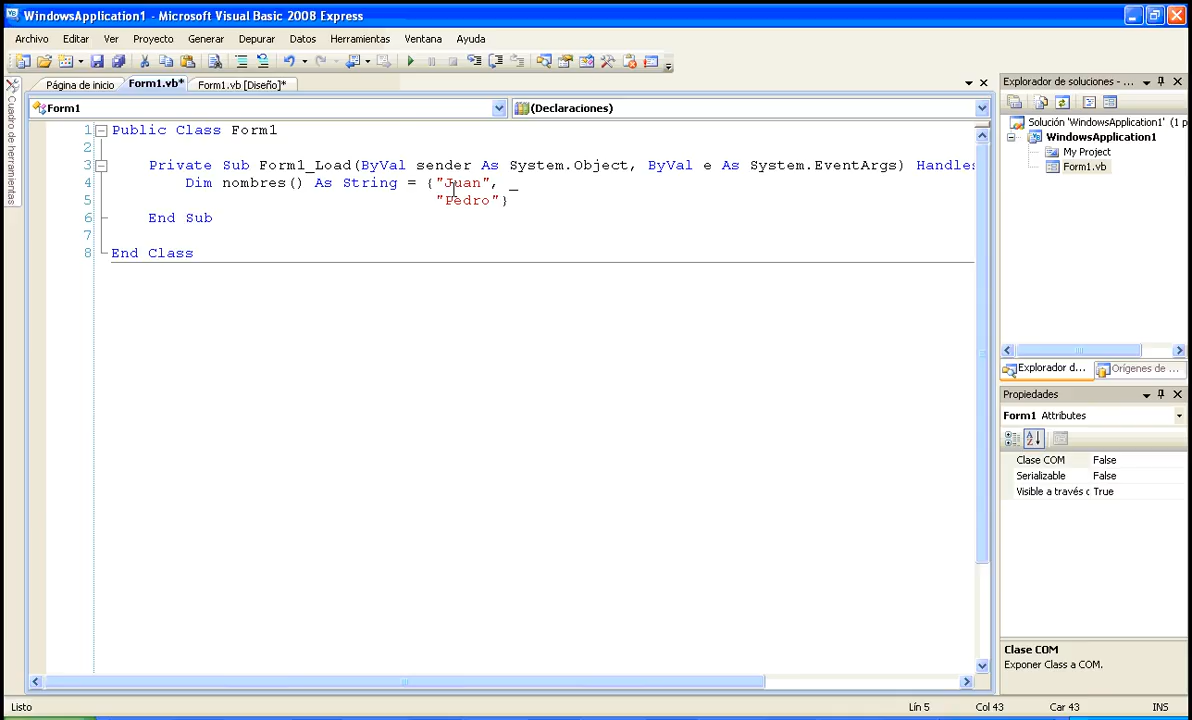 WindowsApplication1 - Microsoft Visual Basic 2008 Express
Archivo Editar Ver Proyecto Generar Depurar Datos Herramientas Ventana Ayuda
Página de inicio Form1.vb* Form1.vb [Diseño]*
Form1 (Declaraciones)
Cuadro de herramientas
1 Public Class Form1
2
3 Private Sub Form1_Load(ByVal sender As System.Object, ByVal e As System.EventArgs) Handles
4 Dim nombres() As String = {"Juan", _
5 "Pedro"}
6 End Sub
7
8 End Class
Explorador de soluciones - ...
Solución 'WindowsApplication1' (1 p
WindowsApplication1
My Project
Form1.vb
Explorador d... Orígenes de ...
Propiedades
Form1 Attributes
Clase COM False
Serializable False
Visible a través c True
Clase COM
Exponer Class a COM.
Listo Lín 5 Col 43 Car 43 INS